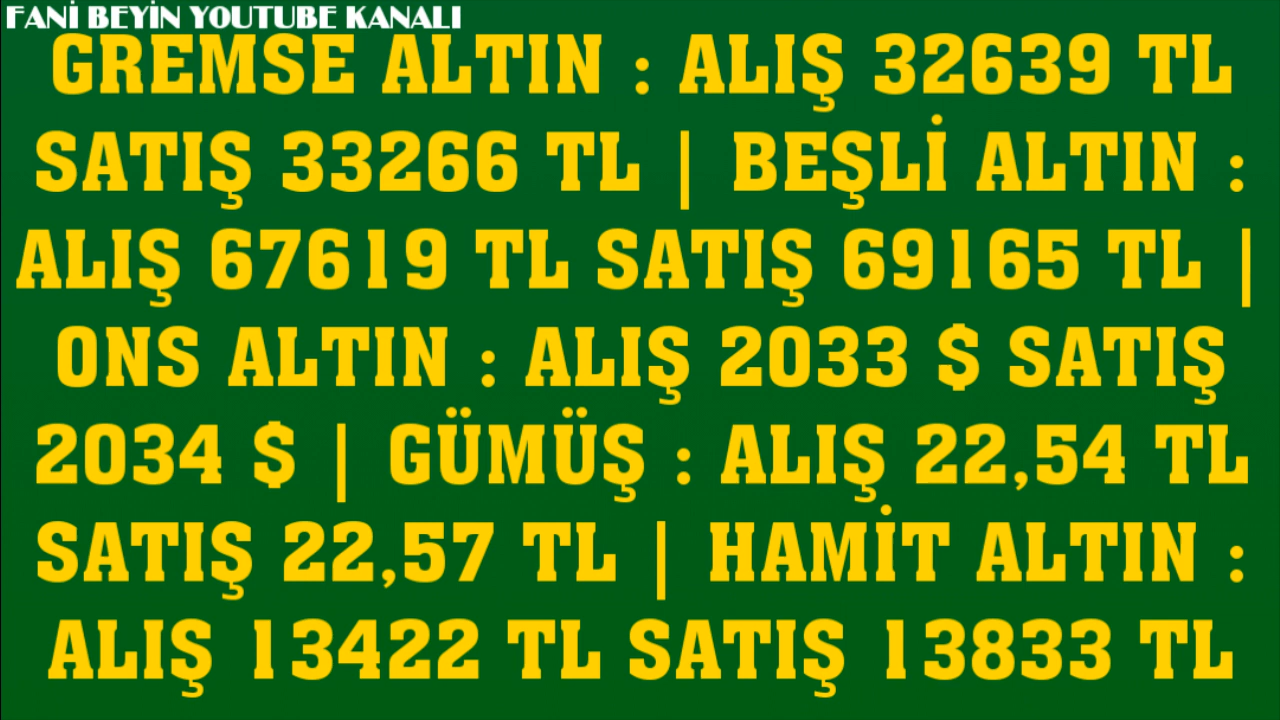 FANİ BEYİN YOUTUBE KANALI
GREMSE ALTIN : ALIŞ 32639 TL
SATIŞ 33266 TL | BEŞLİ ALTIN :
ALIŞ 67619 TL SATIŞ 69165 TL |
ONS ALTIN : ALIŞ 2033 $ SATIŞ
2034 $ | GÜMÜŞ : ALIŞ 22,54 TL
SATIŞ 22,57 TL | HAMİT ALTIN :
ALIŞ 13422 TL SATIŞ 13833 TL